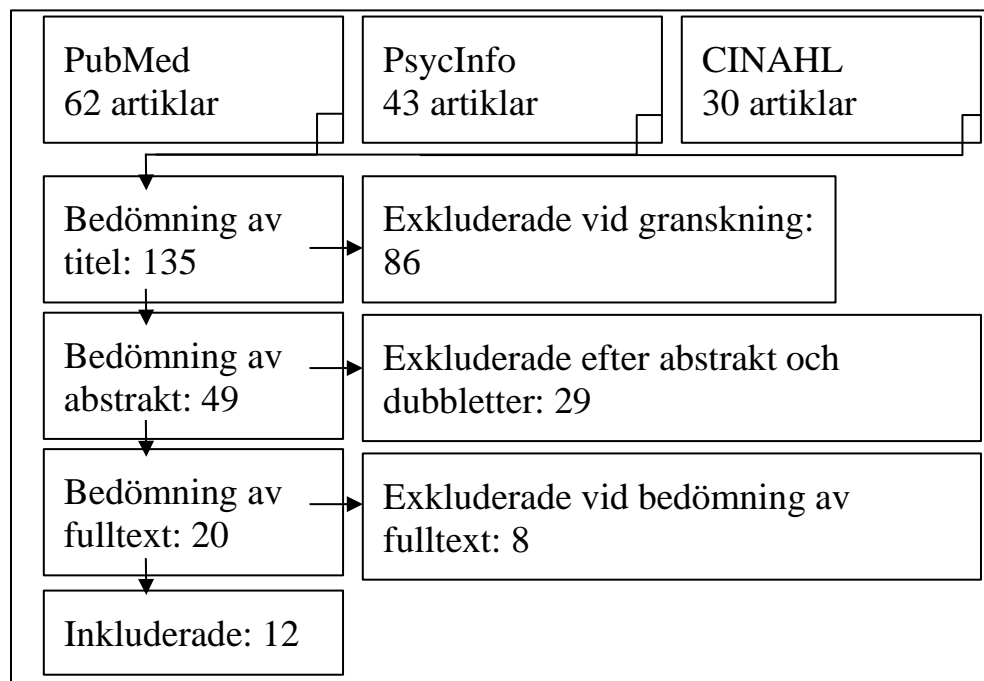 PubMed
62 artiklar
PsycInfo
43 artiklar
CINAHL
30 artiklar
Bedömning av
titel: 135
Exkluderade vid granskning:
86
Bedömning av
abstrakt: 49
Exkluderade efter abstrakt och
dubbletter: 29
Bedömning av
fulltext: 20
Exkluderade vid bedömning av
fulltext: 8
Inkluderade: 12